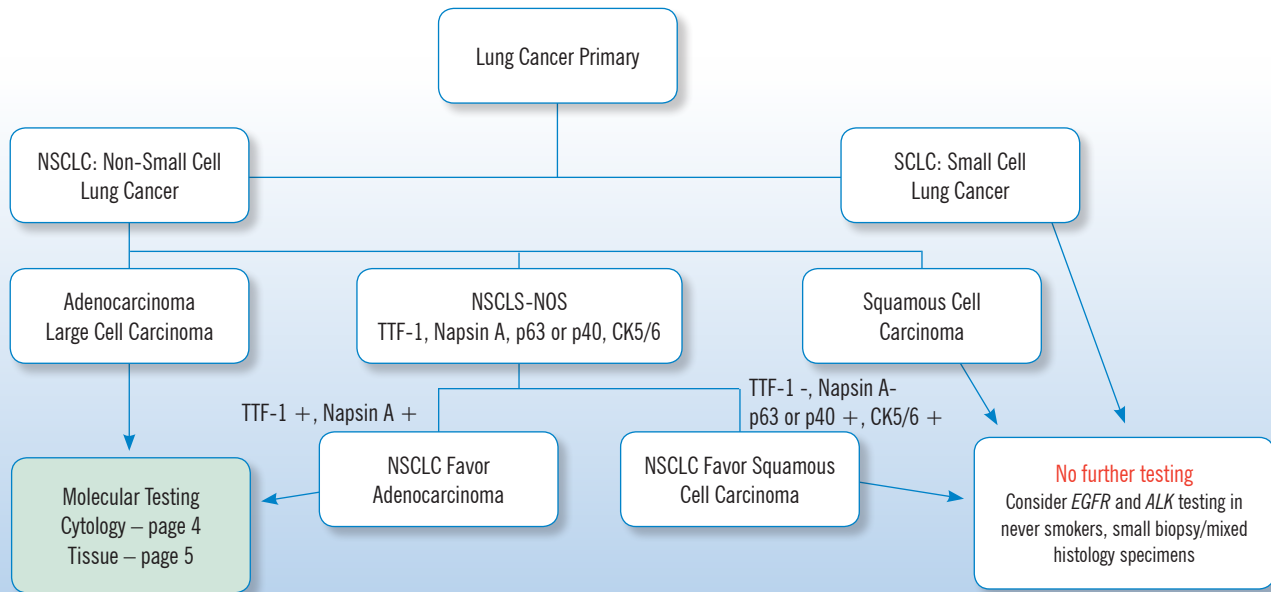 Lung Cancer Primary
NSCLC: Non-Small Cell
Lung Cancer
SCLC: Small Cell
Lung Cancer
Adenocarcinoma
Large Cell Carcinoma
NSCLS-NOS
TTF-1, Napsin A, p63 or p40, CK5/6
Squamous Cell
Carcinoma
TTF-1 +, Napsin A +
TTF-1 -, Napsin A-
p63 or p40 +, CK5/6 +
NSCLC Favor
Adenocarcinoma
NSCLC Favor Squamous
Cell Carcinoma
Molecular Testing
Cytology – page 4
Tissue – page 5
No further testing
Consider EGFR and ALK testing in
never smokers, small biopsy/mixed
histology specimens